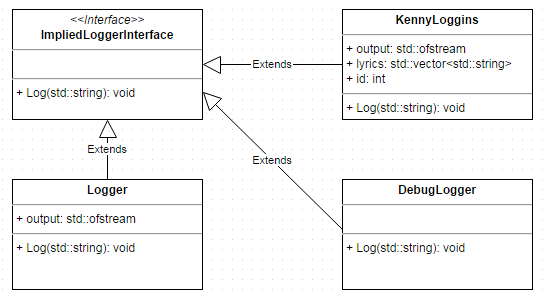 <<Interface>>
ImpliedLoggerInterface
+ Log(std::string): void
KennyLoggins
+ output: std::ofstream
+ lyrics: std::vector<std::string>
+ id: int
+ Log(std::string): void
Extends
Extends
Extends
Logger
+ output: std::ofstream
+ Log(std::string): void
DebugLogger
+ Log(std::string): void